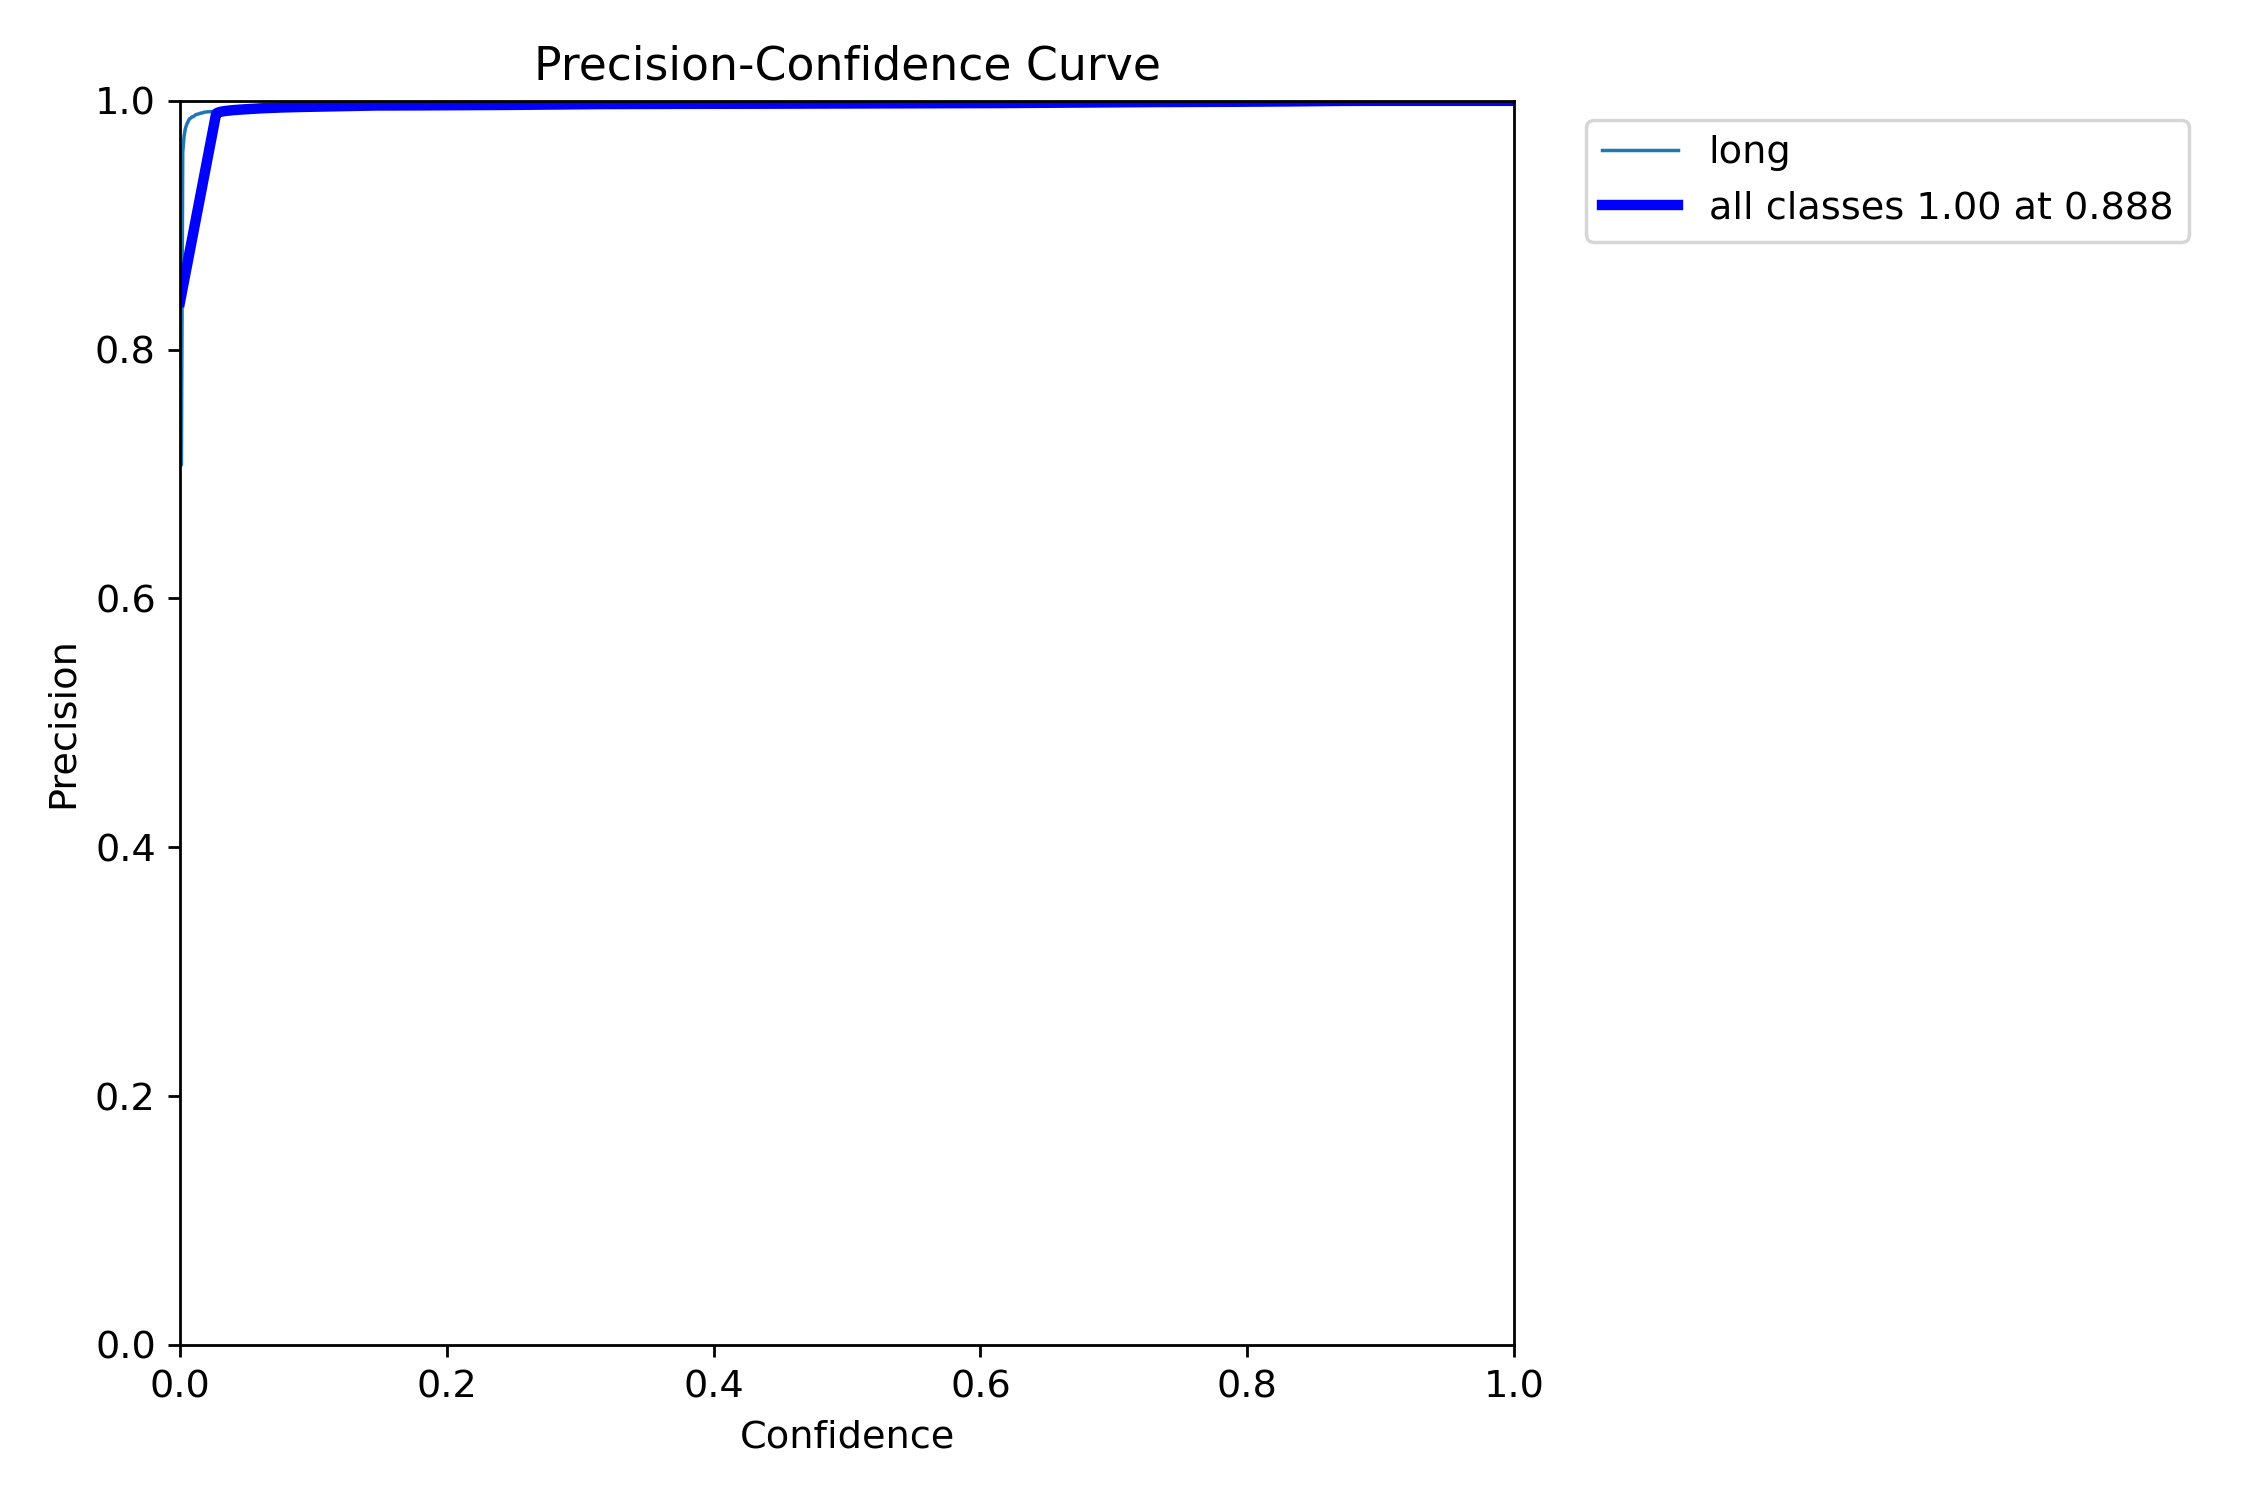 Precision-Confidence Curve
long
all classes 1.00 at 0.888
1.0
0.8
0.6
0.4
0.2
0.0
Precision
0.0 0.2 0.4 0.6 0.8 1.0
Confidence